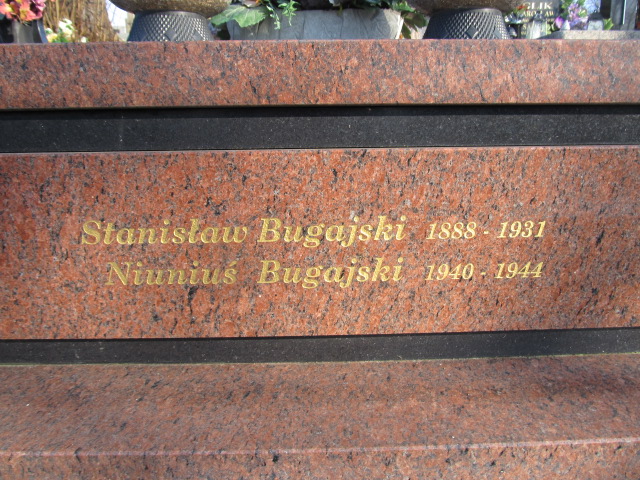 Stanisław Bugajski 1888 - 1931
Niuniuś Bugajski 1940 - 1944